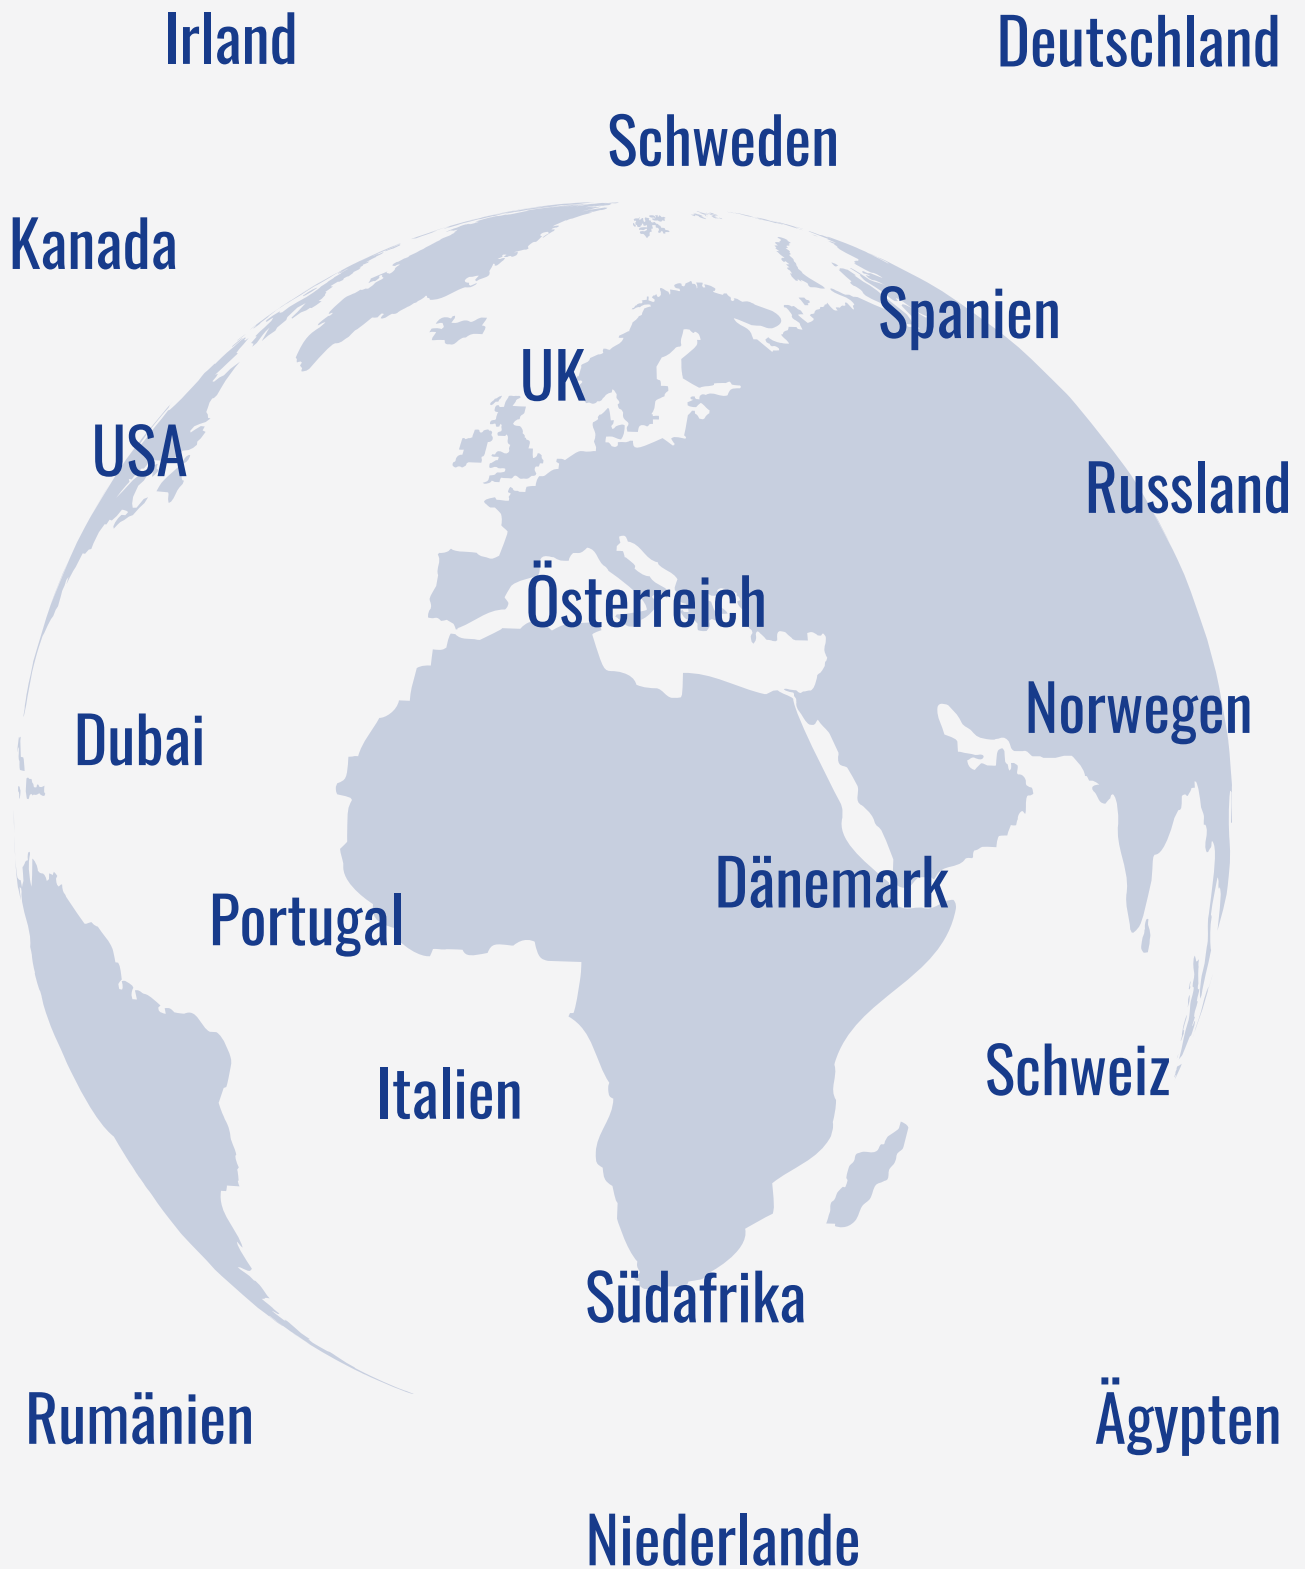 Irland
Deutschland
Schweden
Kanada
Spanien
UK
USA
Russland
Österreich
Norwegen
Dubai
Dänemark
Portugal
Schweiz
Italien
Südafrika
Rumänien
Ägypten
Niederlande